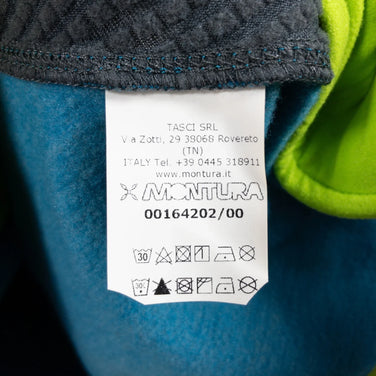 TASCI SRL
Via Zotti, 29 38068 Rovereto
(TN)
ITALY Tel. +39 0445 318911
www.montura.it
MONTURA
00164202/00
30
30